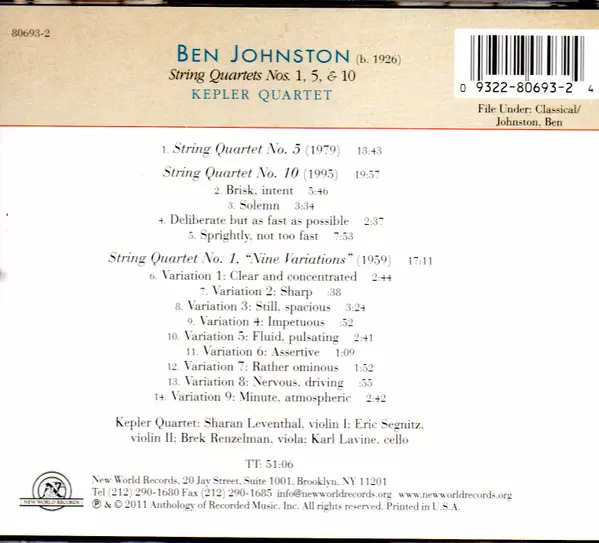 80693-2
BEN JOHNSTON (b. 1926)
String Quartets Nos. 1, 5, & 10
KEPLER QUARTET
0 9322-80693-2 4
File Under: Classical/
Johnston, Ben
1. String Quartet No. 5 (1979) 13:43
String Quartet No. 10 (1995) 19:57
2. Brisk, intent 5:46
3. Solemn 3:34
4. Deliberate but as fast as possible 2:37
5. Sprightly, not too fast 7:53
String Quartet No. 1, “Nine Variations” (1959) 17:11
6. Variation 1: Clear and concentrated 2:44
7. Variation 2: Sharp :38
8. Variation 3: Still, spacious 3:24
9. Variation 4: Impetuous :52
10. Variation 5: Fluid, pulsating 2:41
11. Variation 6: Assertive 1:09
12. Variation 7: Rather ominous 1:52
13. Variation 8: Nervous, driving :55
14. Variation 9: Minute, atmospheric 2:42
Kepler Quartet: Sharan Leventhal, violin I; Eric Segnitz,
violin II; Brek Renzelman, viola; Karl Lavine, cello
TT: 51:06
NEW WORLD RECORDS
New World Records, 20 Jay Street, Suite 1001, Brooklyn, NY 11201
Tel (212) 290-1680 Fax (212) 290-1685 info@newworldrecords.org www.newworldrecords.org
℗ & © 2011 Anthology of Recorded Music, Inc. All rights reserved. Printed in U.S.A.